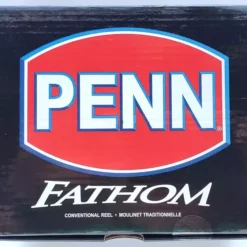 PENN®
FATHOM
CONVENTIONAL REEL • MOULINET TRADITIONNELLE